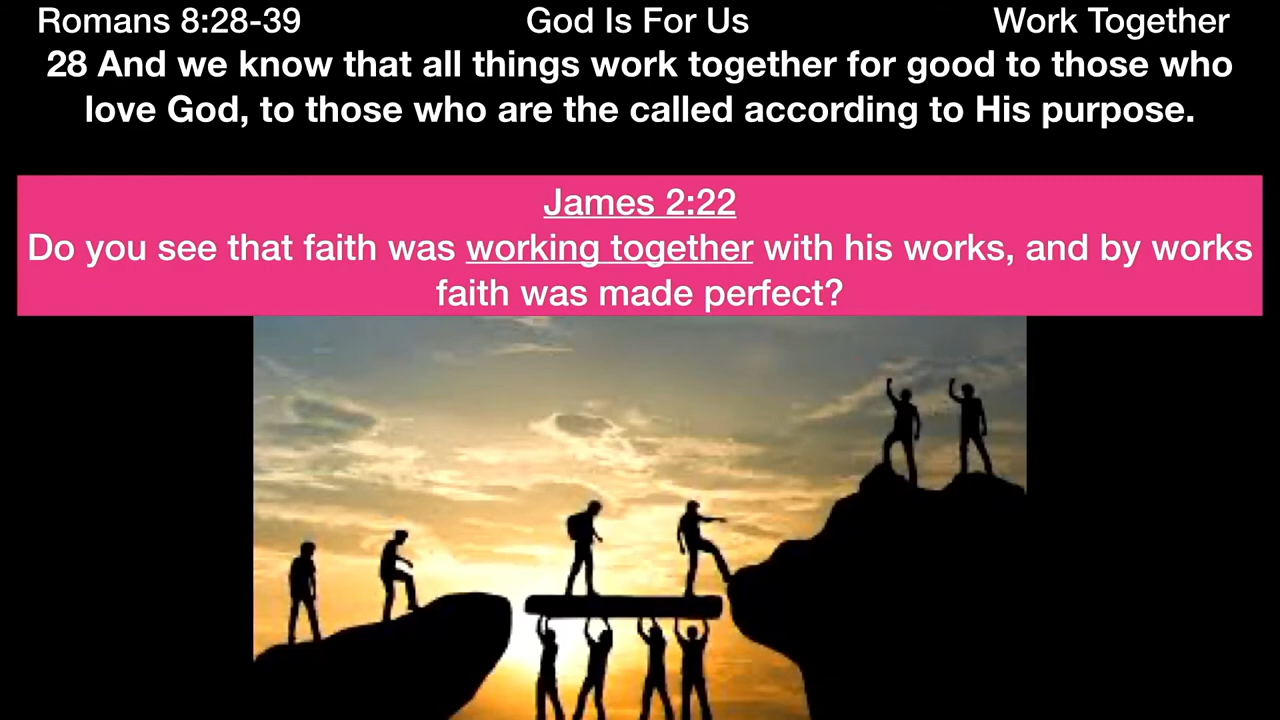 Romans 8:28-39 God Is For Us Work Together
28 And we know that all things work together for good to those who
love God, to those who are the called according to His purpose.
James 2:22
Do you see that faith was working together with his works, and by works
faith was made perfect?